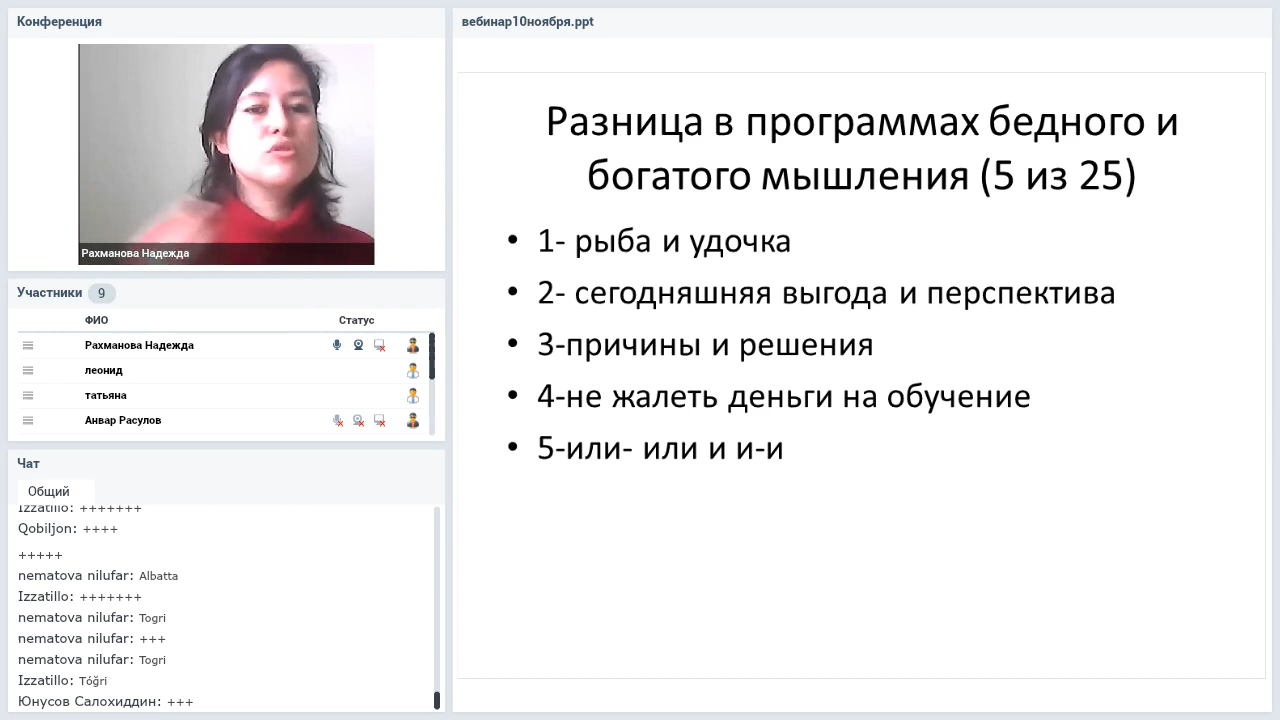 Конференция
Рахманова Надежда
Участники 9
ФИО Статус
Рахманова Надежда
леонид
татьяна
Анвар Расулов
Чат
Общий
Izzatillo: +++++++
Qobiljon: ++++
+++++
nematova nilufar: Albatta
Izzatillo: +++++++
nematova nilufar: Togri
nematova nilufar: +++
nematova nilufar: Togri
Izzatillo: Tóğri
Юнусов Салохиддин: +++
вебинар10ноября.ppt
Разница в программах бедного и
богатого мышления (5 из 25)
• 1- рыба и удочка
• 2- сегодняшняя выгода и перспектива
• 3-причины и решения
• 4-не жалеть деньги на обучение
• 5-или- или и и-и